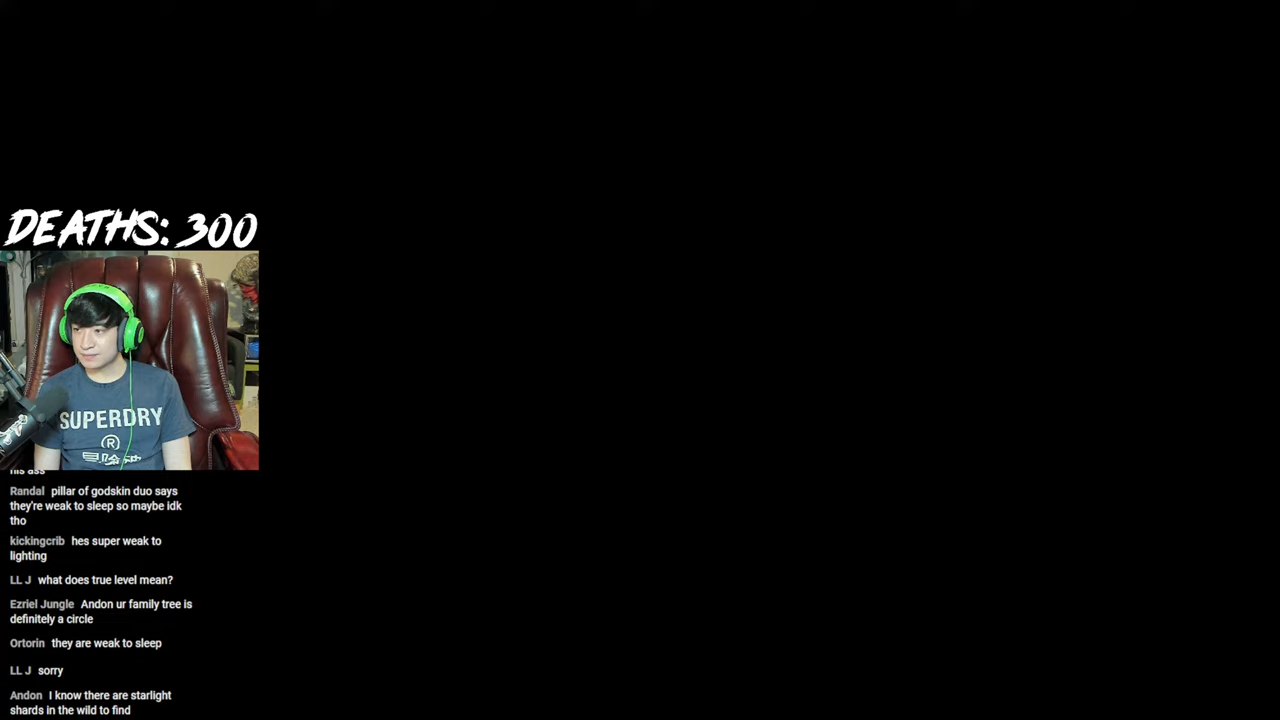 DEATHS: 300
SUPERDRY
®
his ass
Randal pillar of godskin duo says
they're weak to sleep so maybe idk
tho
kickingcrib hes super weak to
lighting
LL J what does true level mean?
Ezriel Jungle Andon ur family tree is
definitely a circle
Ortorin they are weak to sleep
LL J sorry
Andon I know there are starlight
shards in the wild to find